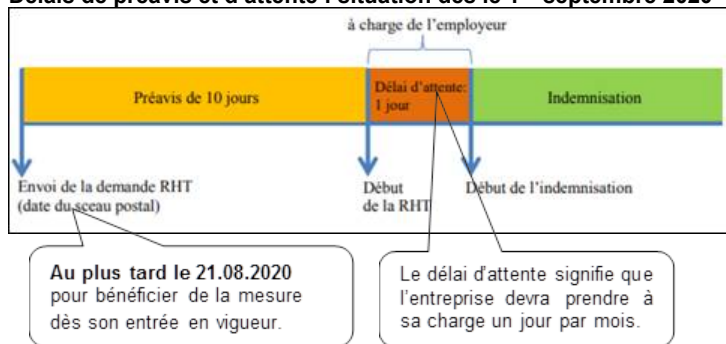 Délais de préavis et d'attente : situation dès le 1er septembre 2020
à charge de l'employeur
Préavis de 10 jours
Délai d'attente:
1 jour
Indemnisation
Envoi de la demande RHT
(date du sceau postal)
Début
de la RHT
Début de l'indemnisation
Au plus tard le 21.08.2020
pour bénéficier de la mesure
dès son entrée en vigueur.
Le délai d'attente signifie que
l'entreprise devra prendre à
sa charge un jour par mois.